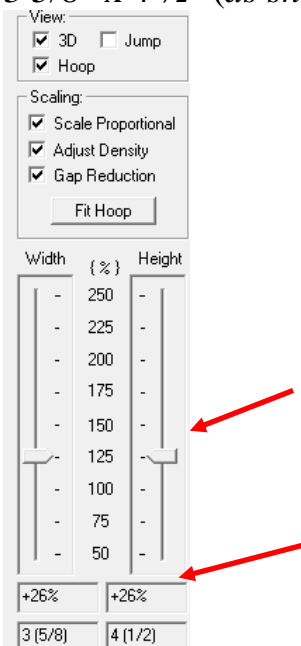 View:
3D Jump
Hoop
Scaling:
Scale Proportional
Adjust Density
Gap Reduction
Fit Hoop
Width {%} Height
250
225
200
175
150
125
100
75
50
+26% +26%
3 (5/8) 4 (1/2)